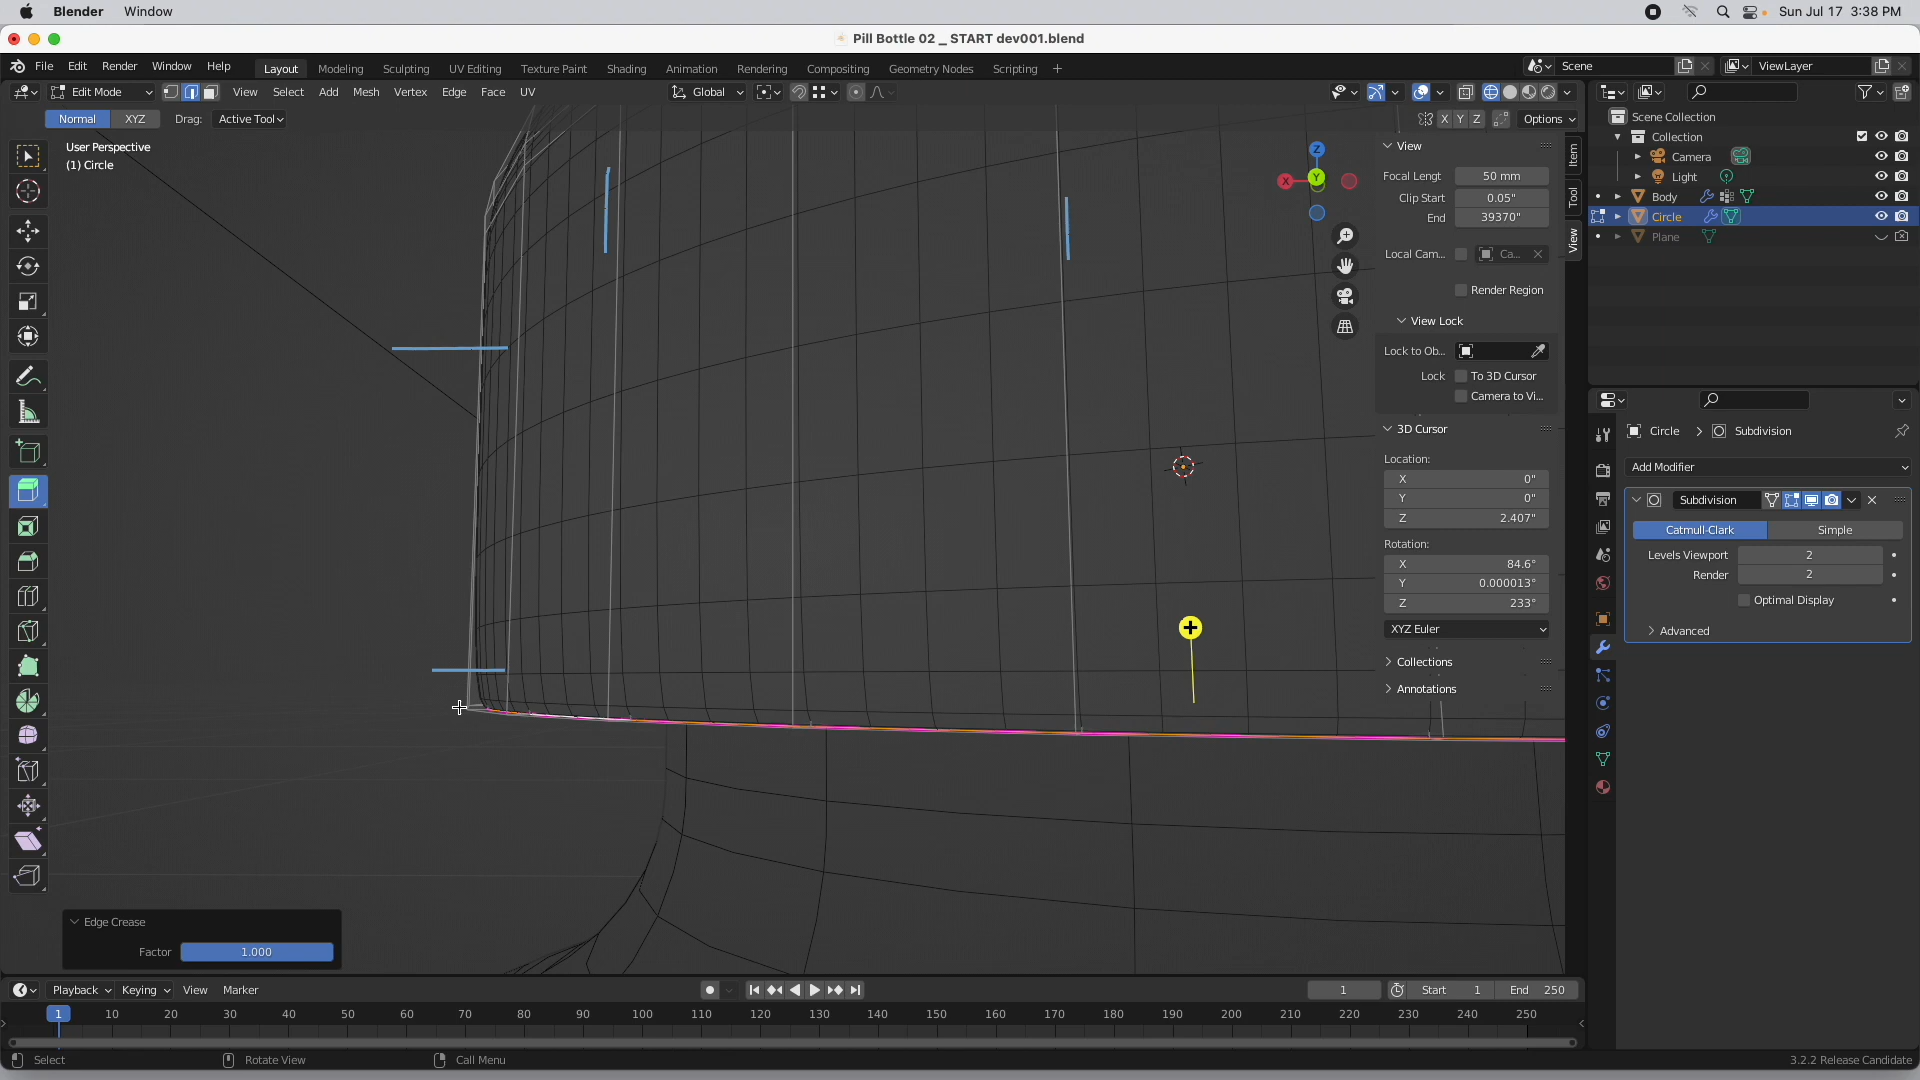 Blender Window Sun Jul 17 3:38 PM
Pill Bottle 02 _ START dev001.blend
File Edit Render Window Help Layout Modeling Sculpting UV Editing Texture Paint Shading Animation Rendering Compositing Geometry Nodes Scripting + Scene ViewLayer
Edit Mode View Select Add Mesh Vertex Edge Face UV Global
Normal XYZ Drag: Active Tool X Y Z Options
User Perspective
(1) Circle
Z
X
Y
View
Focal Lengt 50 mm
Clip Start 0.05"
End 39370"
Local Cam... Ca...
Render Region
View Lock
Lock to Ob...
Lock To 3D Cursor
Camera to Vi...
3D Cursor
Location:
X 0"
Y 0"
Z 2.407"
Rotation:
X 84.6°
Y 0.000013°
Z 233°
XYZ Euler
Collections
Annotations
Item
Tool
View
Scene Collection
Collection
Camera
Light
Body
Circle
Plane
Circle > Subdivision
Add Modifier
Subdivision
Catmull-Clark Simple
Levels Viewport 2
Render 2
Optimal Display
Advanced
Edge Crease
Factor 1.000
Playback Keying View Marker 1 Start 1 End 250
1 10 20 30 40 50 60 70 80 90 100 110 120 130 140 150 160 170 180 190 200 210 220 230 240 250
Select Rotate View Call Menu 3.2.2 Release Candidate